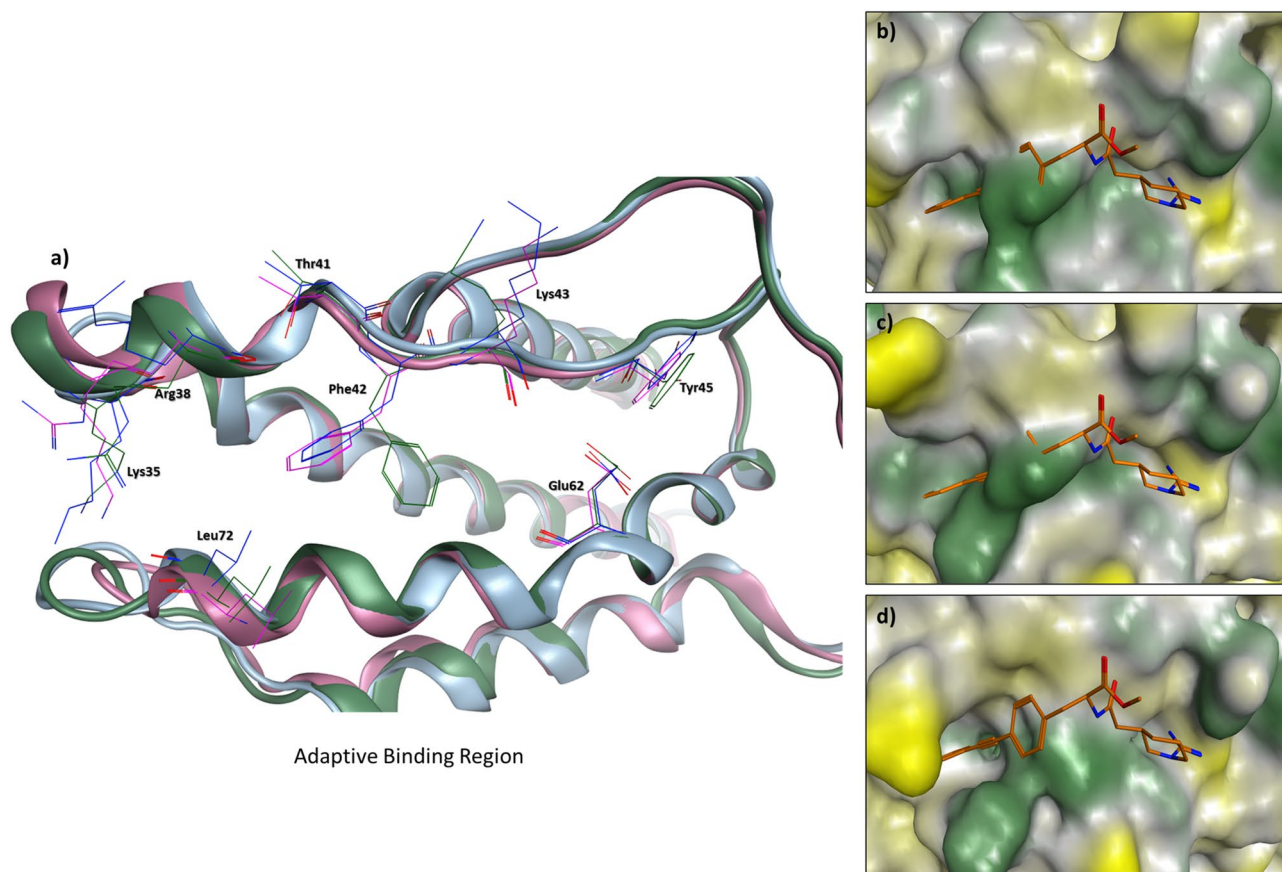 a)
Thr41
Lys43
Arg38
Phe42
Tyr45
Lys35
Glu62
Leu72
Adaptive Binding Region
b)
c)
d)